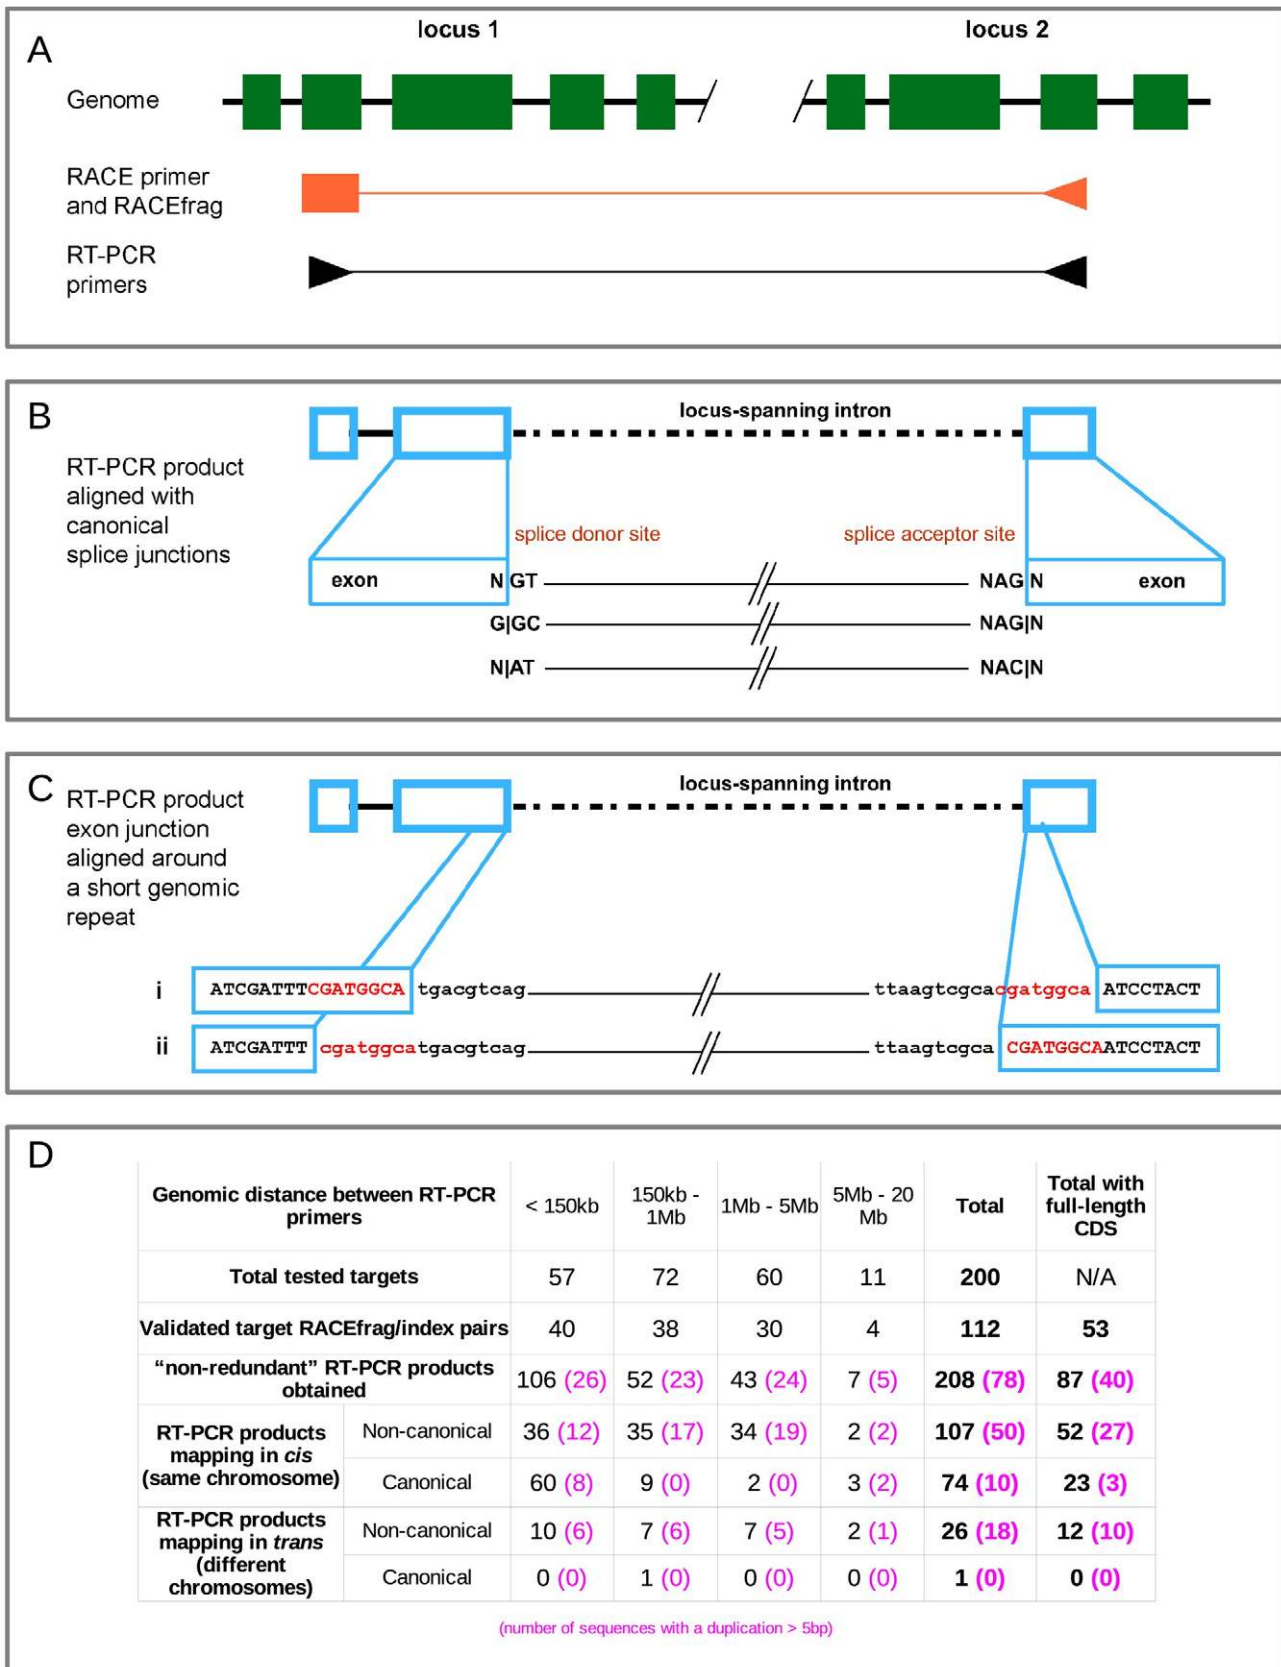 A
locus 1
locus 2
Genome
RACE primer
and RACEfrag
RT-PCR
primers
B
locus-spanning intron
RT-PCR product
aligned with
canonical
splice junctions
splice donor site
splice acceptor site
exon
N GT
NAG N
exon
G|GC
NAG|N
N|AT
NAC|N
C
locus-spanning intron
RT-PCR product
exon junction
aligned around
a short genomic
repeat
i
ATCGATTTCGATGGCA tgacgtcag
ttaagtcgcacgatggca ATCCTACT
ii
ATCGATTT cgatggcatgacgtcag
ttaagtcgca CGATGGCAATCCTACT
D
Genomic distance between RT-PCR
primers
< 150kb
150kb -
1Mb
1Mb - 5Mb
5Mb - 20
Mb
Total
Total with
full-length
CDS
Total tested targets
57
72
60
11
200
N/A
Validated target RACEfrag/index pairs
40
38
30
4
112
53
“non-redundant” RT-PCR products
obtained
106 (26)
52 (23)
43 (24)
7 (5)
208 (78)
87 (40)
RT-PCR products
mapping in cis
(same chromosome)
Non-canonical
36 (12)
35 (17)
34 (19)
2 (2)
107 (50)
52 (27)
Canonical
60 (8)
9 (0)
2 (0)
3 (2)
74 (10)
23 (3)
RT-PCR products
mapping in trans
(different
chromosomes)
Non-canonical
10 (6)
7 (6)
7 (5)
2 (1)
26 (18)
12 (10)
Canonical
0 (0)
1 (0)
0 (0)
0 (0)
1 (0)
0 (0)
(number of sequences with a duplication > 5bp)